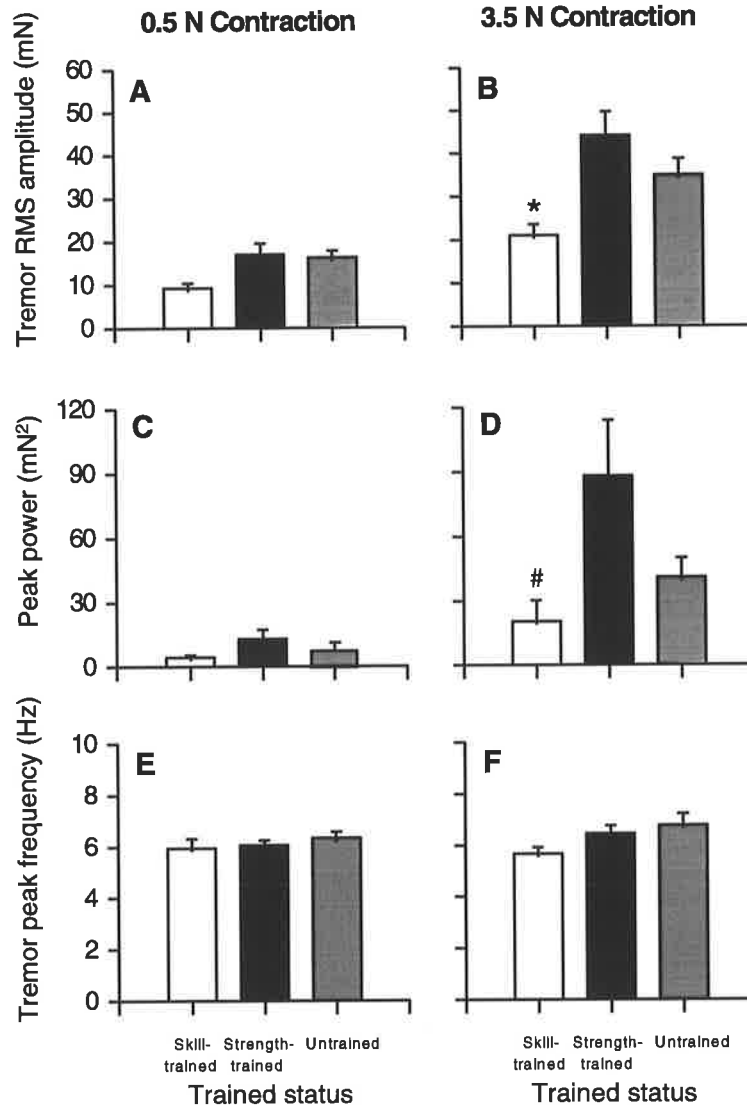 0.5 N Contraction
3.5 N Contraction
Tremor RMS amplitude (mN)
60
50
40
30
20
10
0
A
B
*
Peak power (mN²)
120
90
60
30
0
C
D
#
Tremor peak frequency (Hz)
10
8
6
4
2
0
E
F
Skill-
trained
Strength-
trained
Untrained
Skill-
trained
Strength-
trained
Untrained
Trained status
Trained status